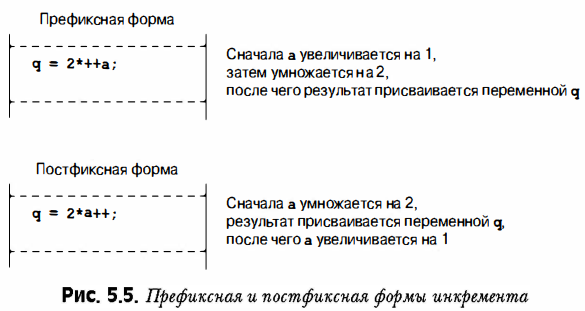 Префиксная форма
q = 2*++a;
Сначала a увеличивается на 1,
затем умножается на 2,
после чего результат присваивается переменной q
Постфиксная форма
q = 2*a++;
Сначала a умножается на 2,
результат присваивается переменной q,
после чего a увеличивается на 1
Рис. 5.5. Префиксная и постфиксная формы инкремента